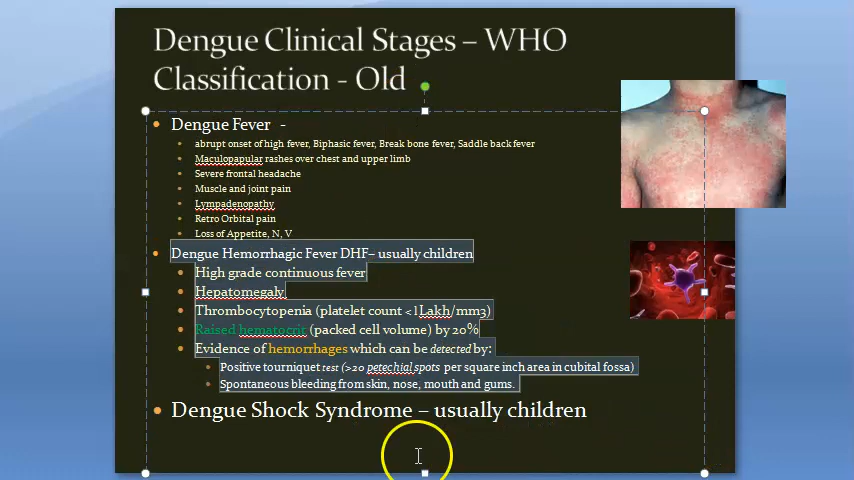 Dengue Clinical Stages – WHO
Classification - Old
Dengue Fever -
abrupt onset of high fever, Biphasic fever, Break bone fever, Saddle back fever
Maculopapular rashes over chest and upper limb
Severe frontal headache
Muscle and joint pain
Lympadenopathy
Retro Orbital pain
Loss of Appetite, N, V
Dengue Hemorrhagic Fever DHF– usually children
High grade continuous fever
Hepatomegaly
Thrombocytopenia (platelet count <1Lakh/mm3)
Raised hematocrit (packed cell volume) by 20%
Evidence of hemorrhages which can be detected by:
Positive tourniquet test (>20 petechial spots per square inch area in cubital fossa)
Spontaneous bleeding from skin, nose, mouth and gums.
Dengue Shock Syndrome – usually children